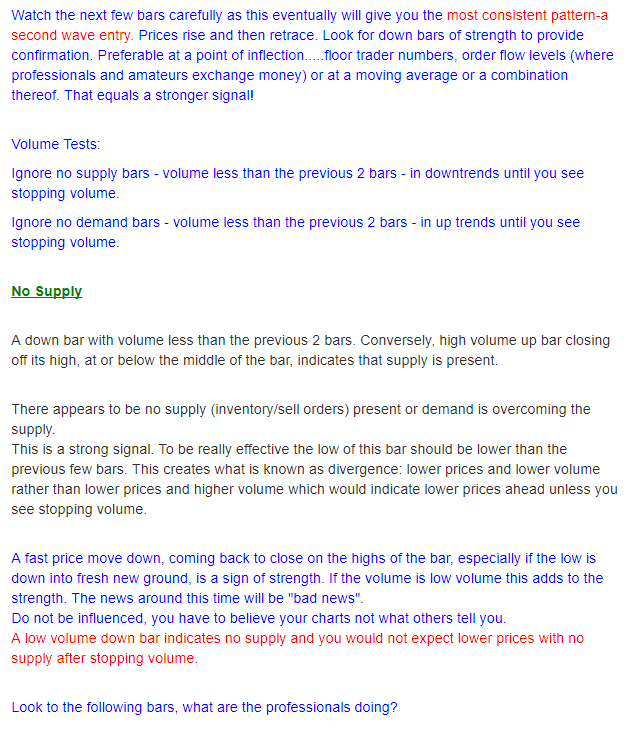 Watch the next few bars carefully as this eventually will give you the most consistent pattern-a
second wave entry. Prices rise and then retrace. Look for down bars of strength to provide
confirmation. Preferable at a point of inflection.....floor trader numbers, order flow levels (where
professionals and amateurs exchange money) or at a moving average or a combination
thereof. That equals a stronger signal!
Volume Tests:
Ignore no supply bars - volume less than the previous 2 bars - in downtrends until you see
stopping volume.
Ignore no demand bars - volume less than the previous 2 bars - in up trends until you see
stopping volume.
No Supply
A down bar with volume less than the previous 2 bars. Conversely, high volume up bar closing
off its high, at or below the middle of the bar, indicates that supply is present.
There appears to be no supply (inventory/sell orders) present or demand is overcoming the
supply.
This is a strong signal. To be really effective the low of this bar should be lower than the
previous few bars. This creates what is known as divergence: lower prices and lower volume
rather than lower prices and higher volume which would indicate lower prices ahead unless you
see stopping volume.
A fast price move down, coming back to close on the highs of the bar, especially if the low is
down into fresh new ground, is a sign of strength. If the volume is low volume this adds to the
strength. The news around this time will be "bad news".
Do not be influenced, you have to believe your charts not what others tell you.
A low volume down bar indicates no supply and you would not expect lower prices with no
supply after stopping volume.
Look to the following bars, what are the professionals doing?